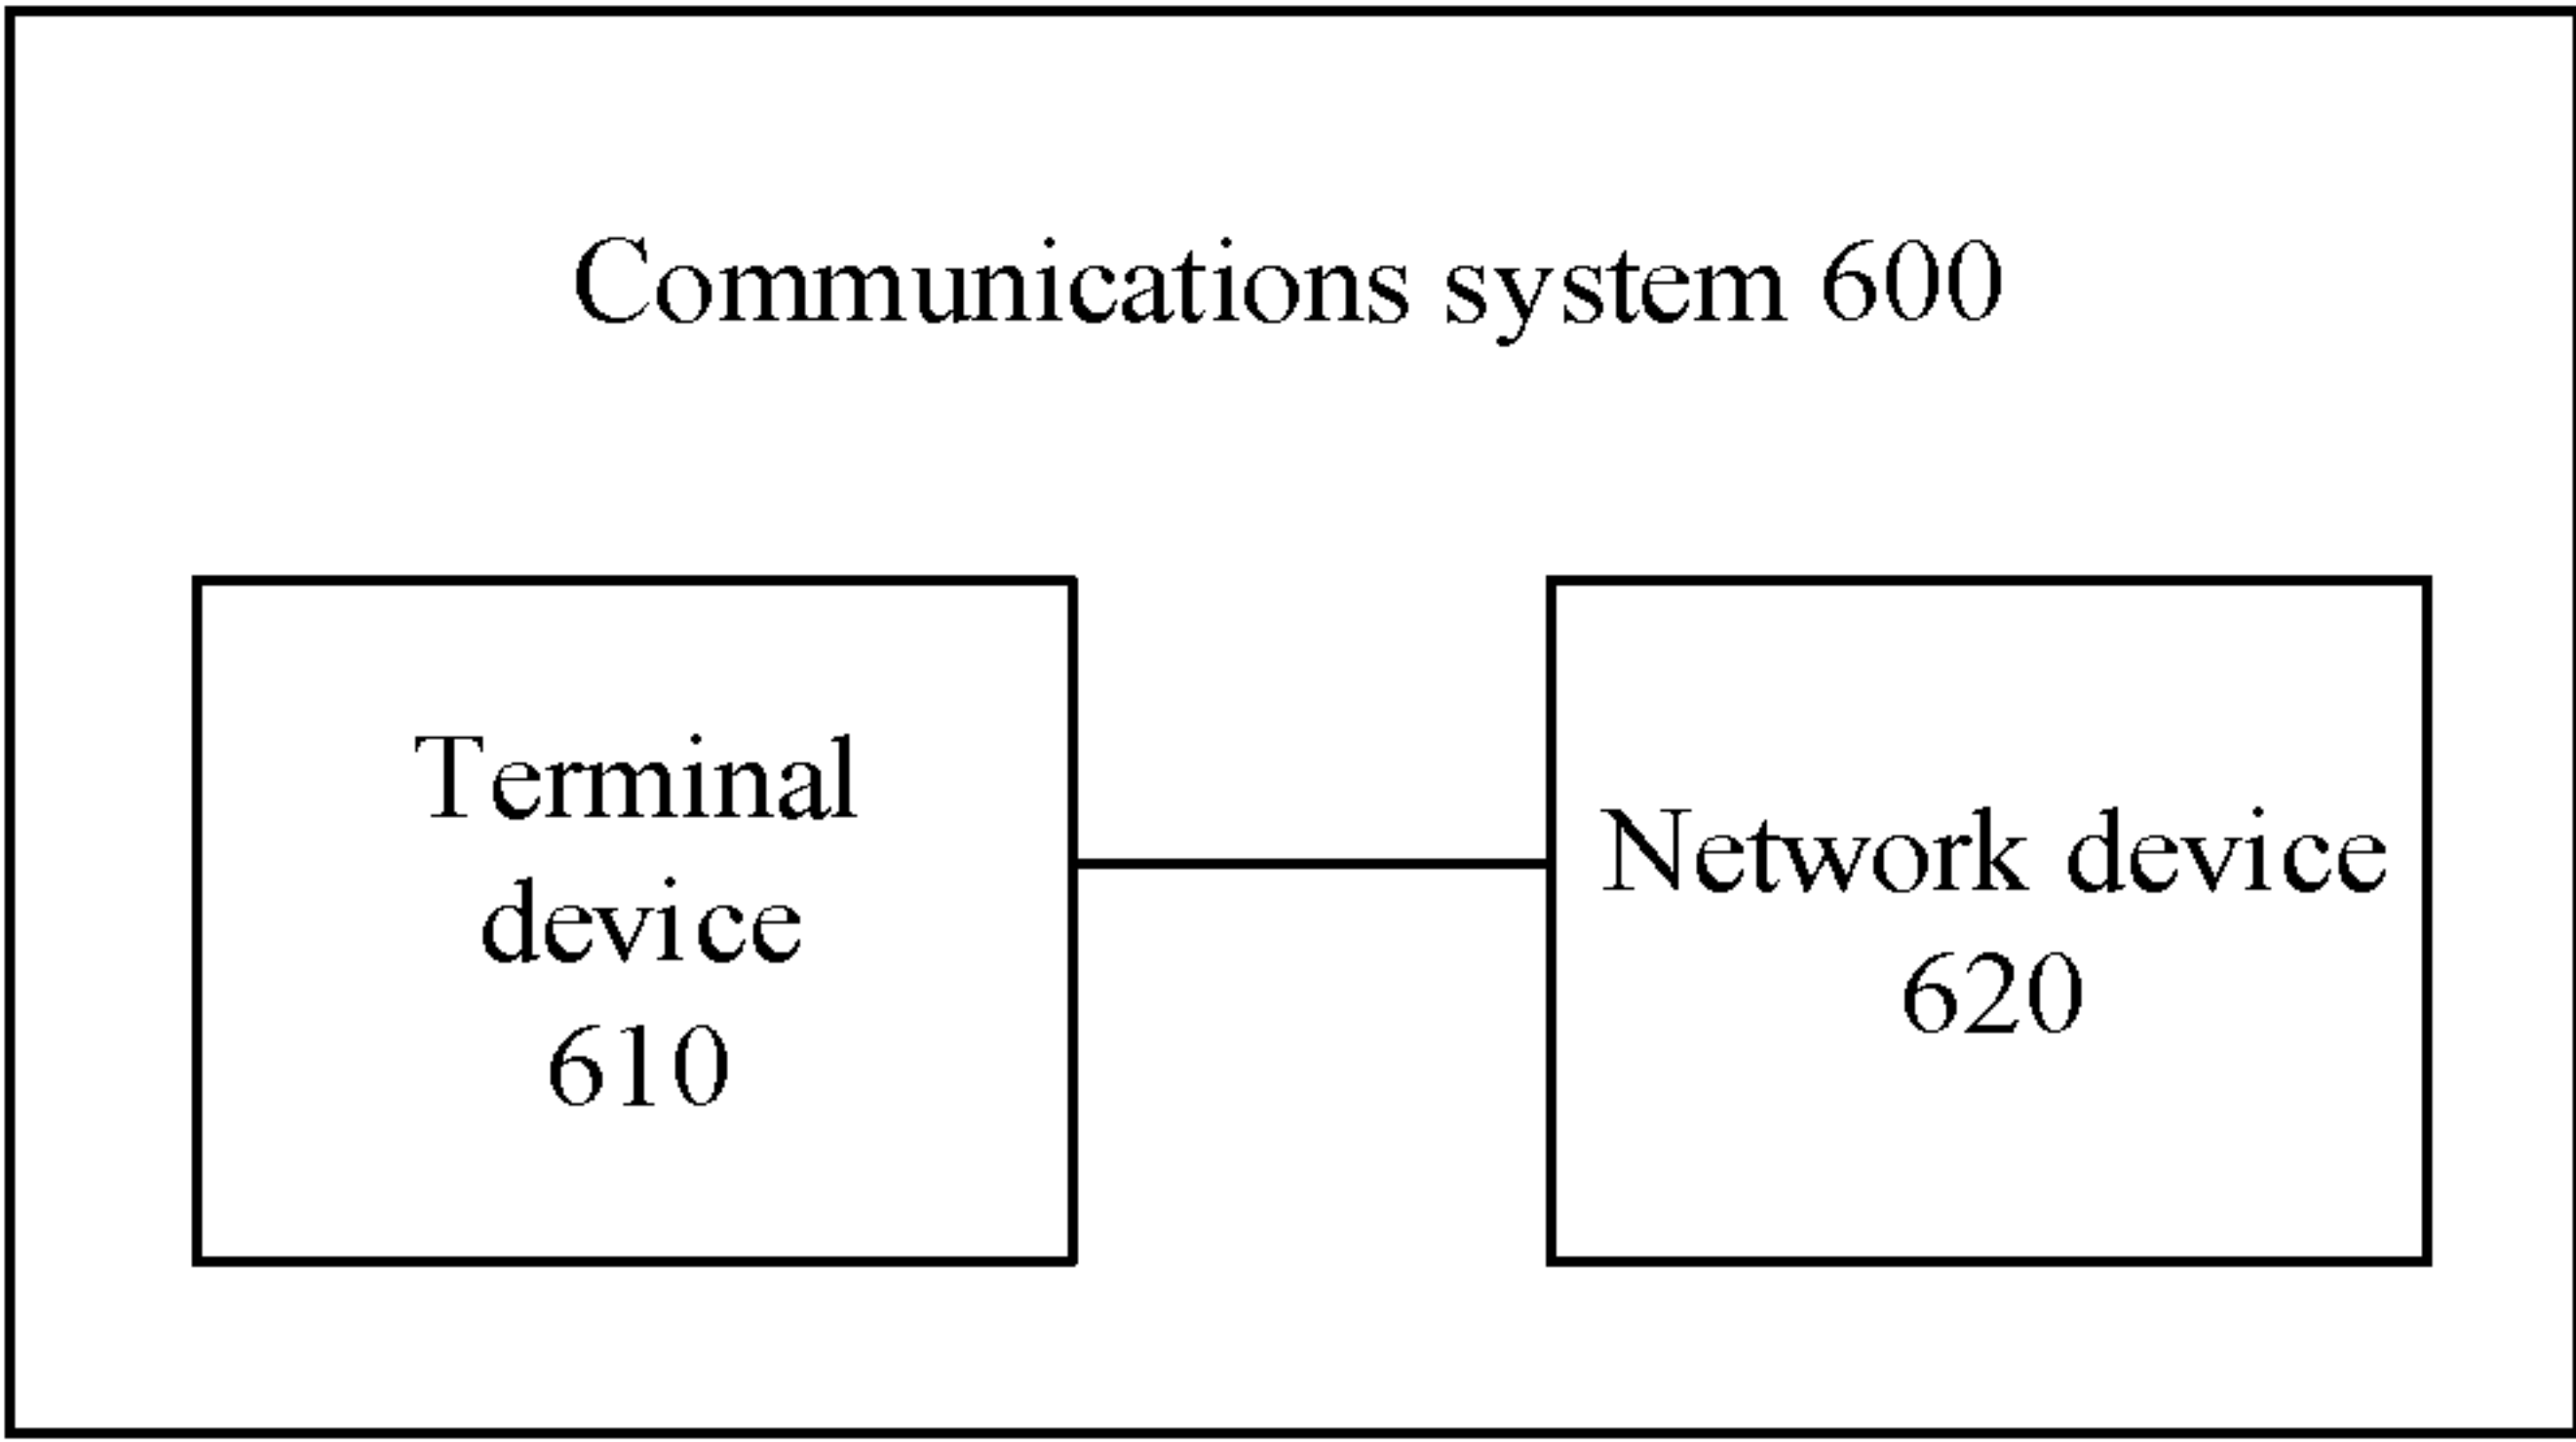 Communications system 600
Terminal
device
610
Network device
620